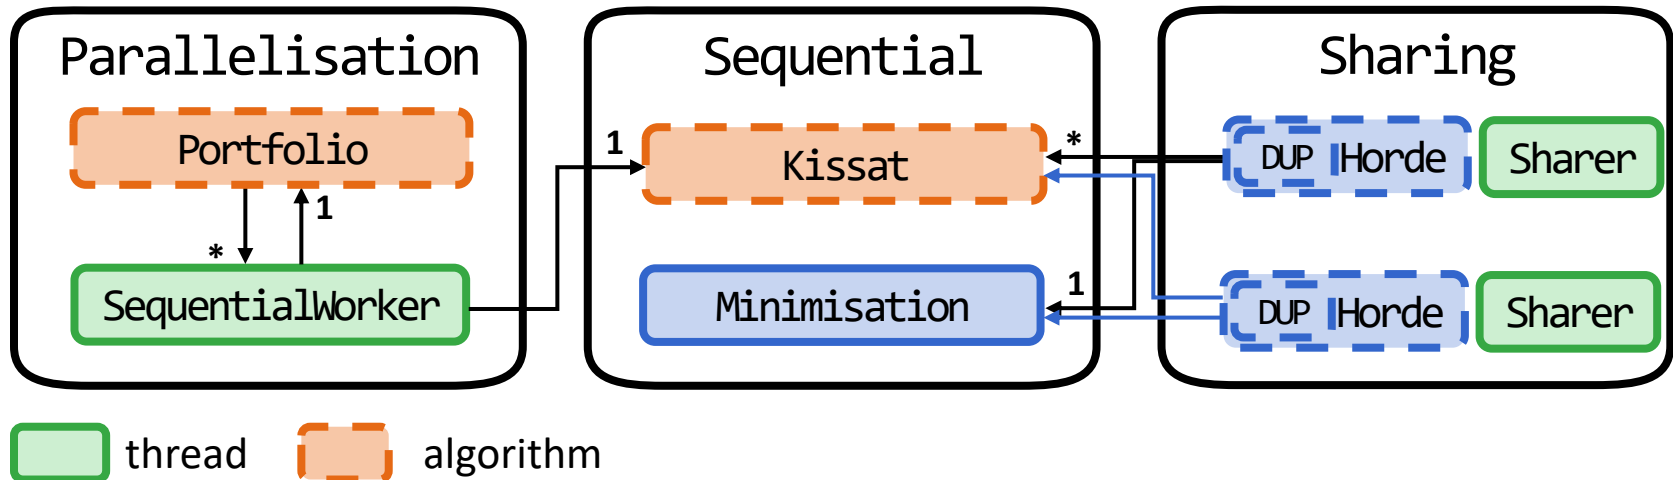 Parallelisation
Portfolio
1
*
SequentialWorker
Sequential
1
Kissat
*
Minimisation
1
Sharing
DUP Horde
Sharer
DUP Horde
Sharer
thread
algorithm